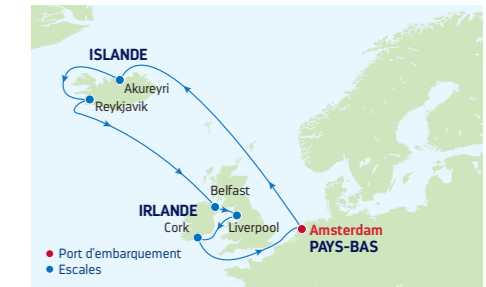 ISLANDE
Akureyri
Reykjavik
Belfast
IRLANDE
Cork
Liverpool
Amsterdam
PAYS-BAS
Port d'embarquement
Escales